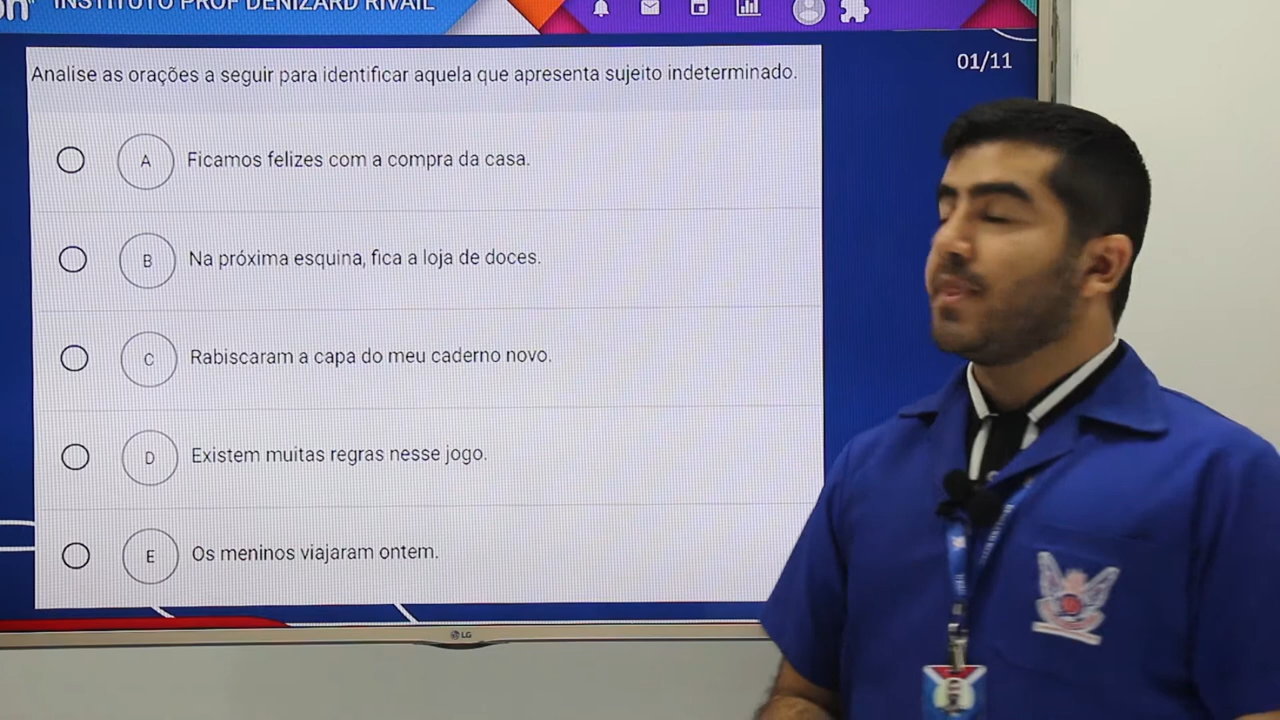 INSTITUTO PROF DENIZARD RIVAIL
01/11
Analise as orações a seguir para identificar aquela que apresenta sujeito indeterminado.
A Ficamos felizes com a compra da casa.
B Na próxima esquina, fica a loja de doces.
C Rabiscaram a capa do meu caderno novo.
D Existem muitas regras nesse jogo.
E Os meninos viajaram ontem.
LG